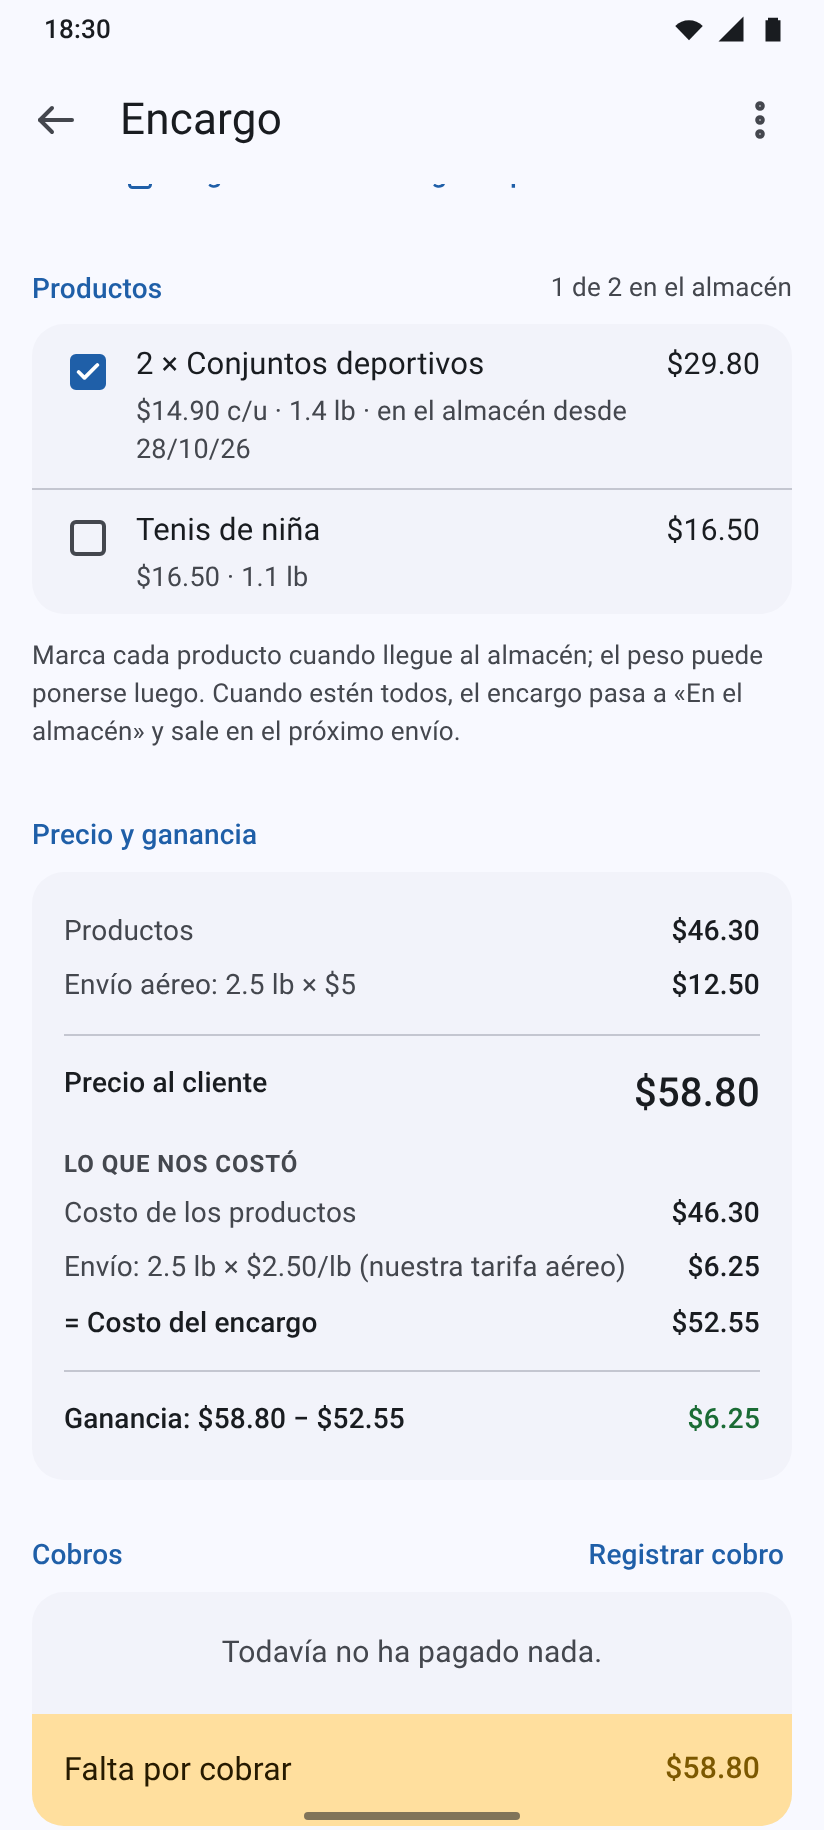 18:30
Encargo
Productos
1 de 2 en el almacén
2 × Conjuntos deportivos
$29.80
$14.90 c/u · 1.4 lb · en el almacén desde
28/10/26
Tenis de niña
$16.50
$16.50 · 1.1 lb
Marca cada producto cuando llegue al almacén; el peso puede
ponerse luego. Cuando estén todos, el encargo pasa a «En el
almacén» y sale en el próximo envío.
Precio y ganancia
Productos
$46.30
Envío aéreo: 2.5 lb × $5
$12.50
Precio al cliente
$58.80
LO QUE NOS COSTÓ
Costo de los productos
$46.30
Envío: 2.5 lb × $2.50/lb (nuestra tarifa aéreo)
$6.25
= Costo del encargo
$52.55
Ganancia: $58.80 − $52.55
$6.25
Cobros
Registrar cobro
Todavía no ha pagado nada.
Falta por cobrar
$58.80